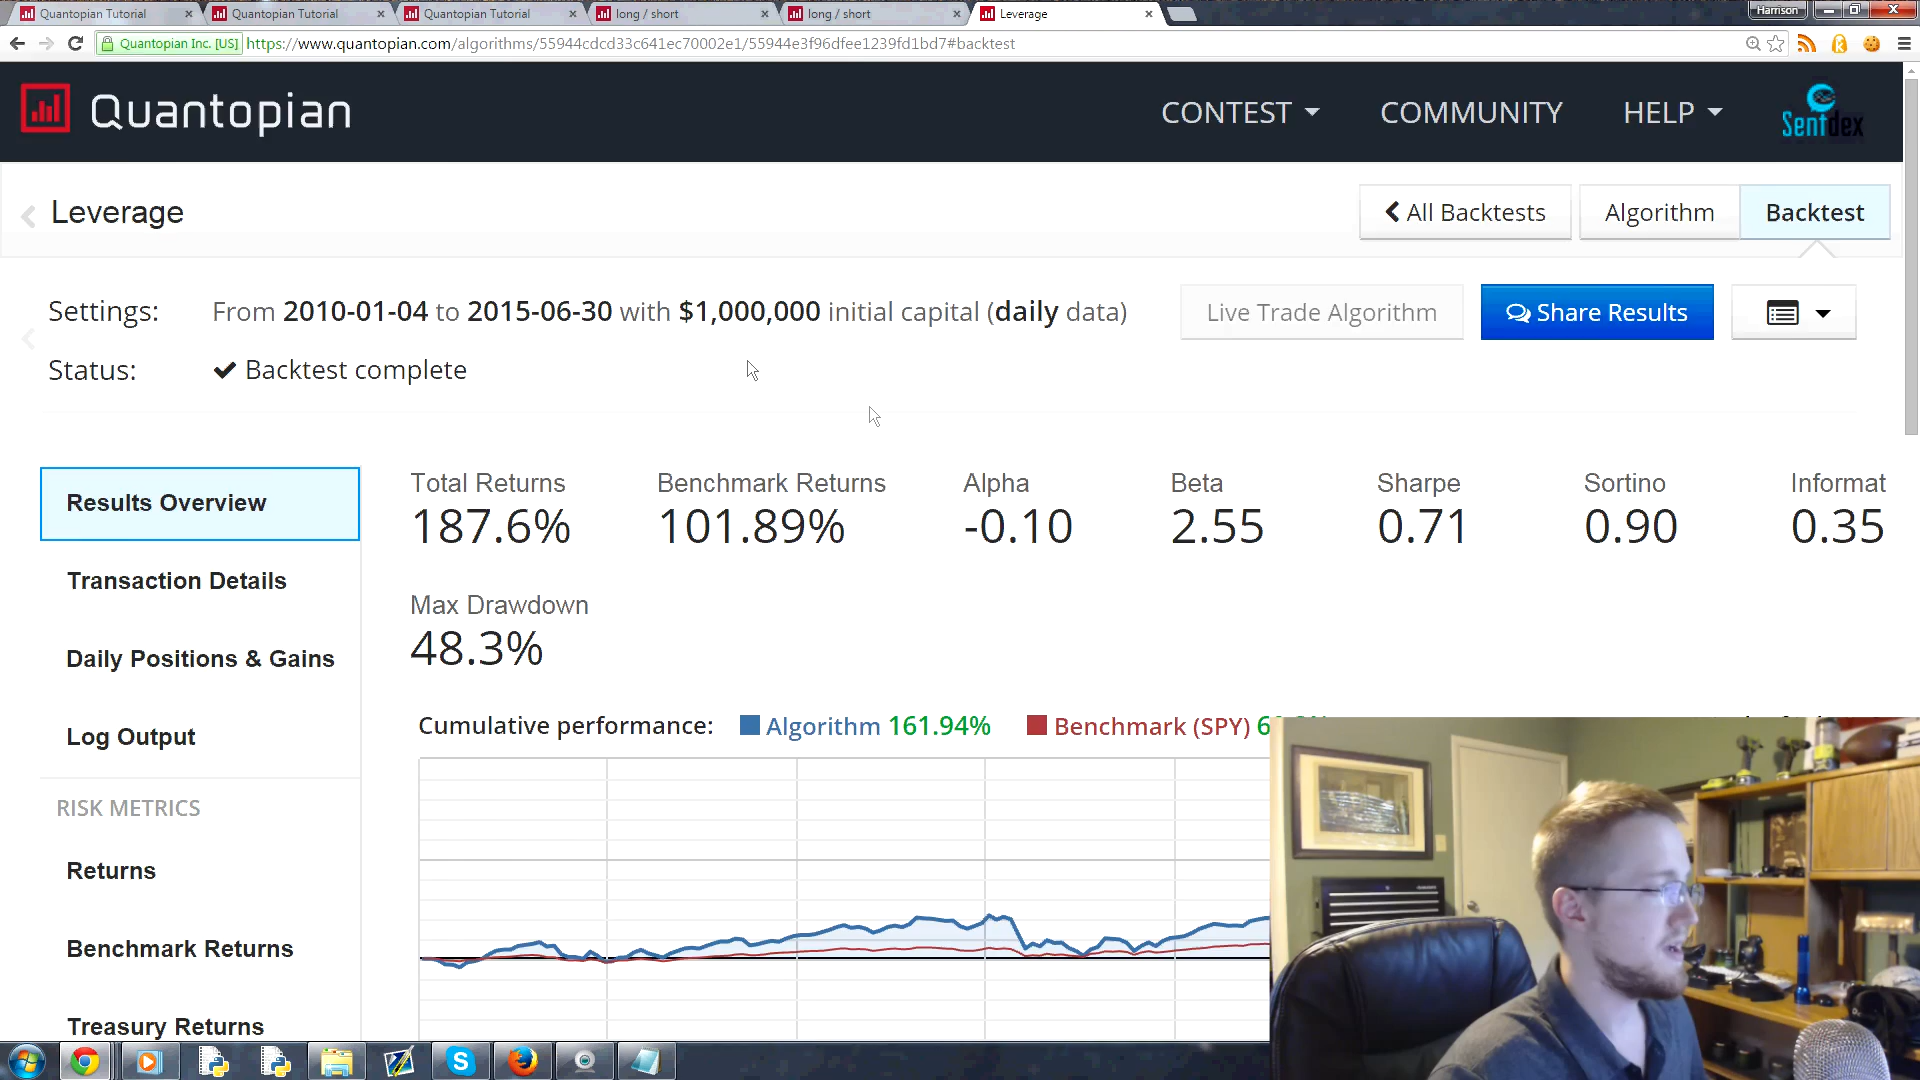 Quantopian Tutorial
Quantopian Tutorial
Quantopian Tutorial
long / short
long / short
Leverage
Harrison
Quantopian Inc. [US]
https://www.quantopian.com/algorithms/55944cdcd33c641ec70002e1/55944e3f96dfee1239fd1bd7#backtest
Quantopian
CONTEST
COMMUNITY
HELP
Sentdex
Leverage
All Backtests
Algorithm
Backtest
Settings:
From 2010-01-04 to 2015-06-30 with $1,000,000 initial capital (daily data)
Live Trade Algorithm
Share Results
Status:
Backtest complete
Results Overview
Transaction Details
Daily Positions & Gains
Log Output
RISK METRICS
Returns
Benchmark Returns
Treasury Returns
Total Returns
187.6%
Benchmark Returns
101.89%
Alpha
-0.10
Beta
2.55
Sharpe
0.71
Sortino
0.90
Informat
0.35
Max Drawdown
48.3%
Cumulative performance:
Algorithm 161.94%
Benchmark (SPY)